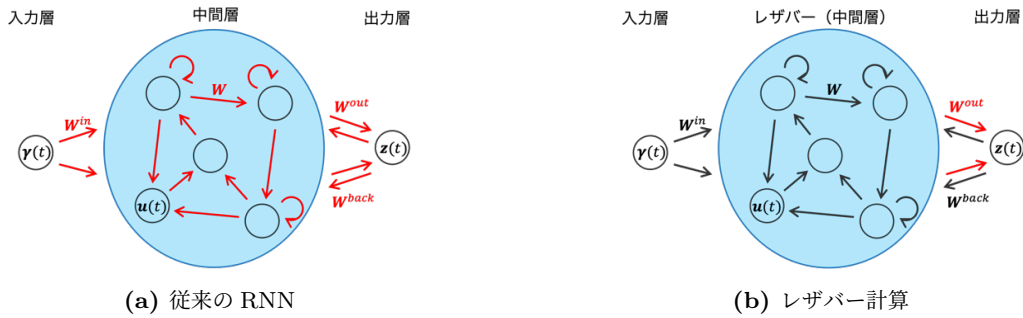 入力層
中間層
出力層
W^in
W
W^out
γ(t)
z(t)
u(t)
W^back
(a) 従来の RNN
入力層
レザバー（中間層）
出力層
W^in
W
W^out
γ(t)
z(t)
u(t)
W^back
(b) レザバー計算